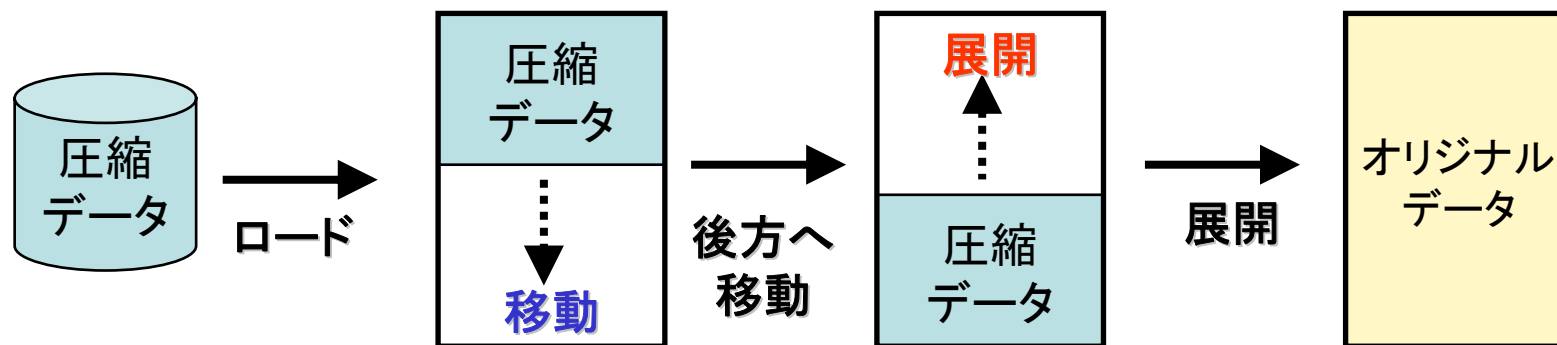 圧縮
データ
ロード
圧縮
データ
移動
後方へ
移動
展開
圧縮
データ
展開
オリジナル
データ